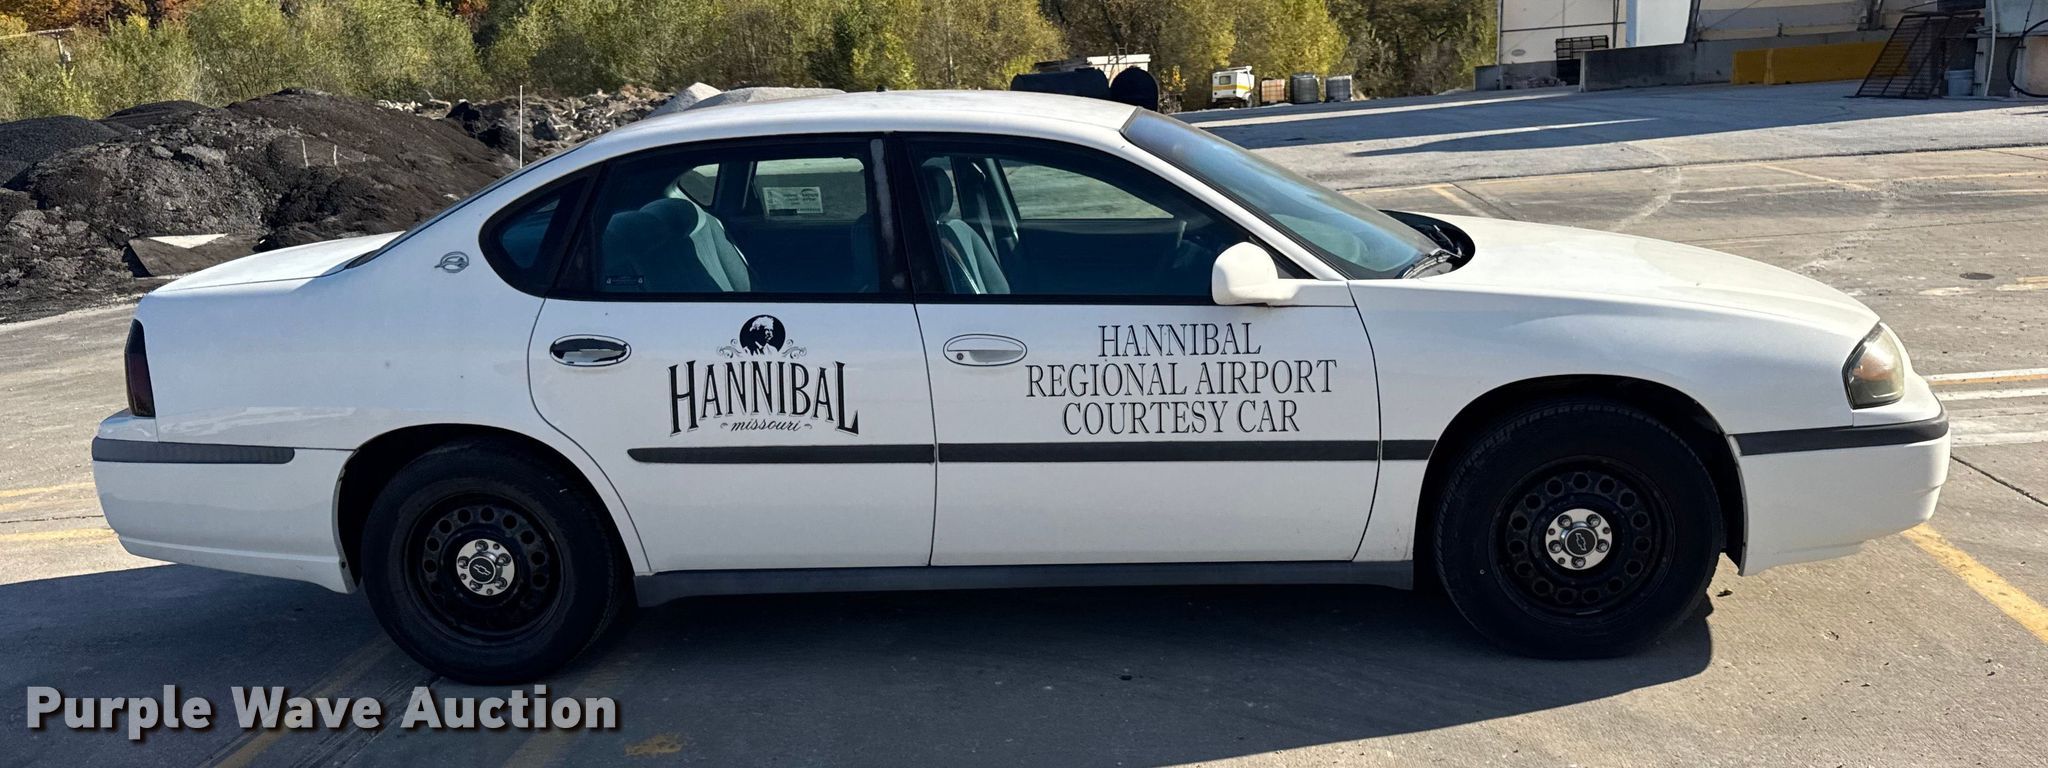 HANNIBAL
missouri
HANNIBAL
REGIONAL AIRPORT
COURTESY CAR
Purple Wave Auction